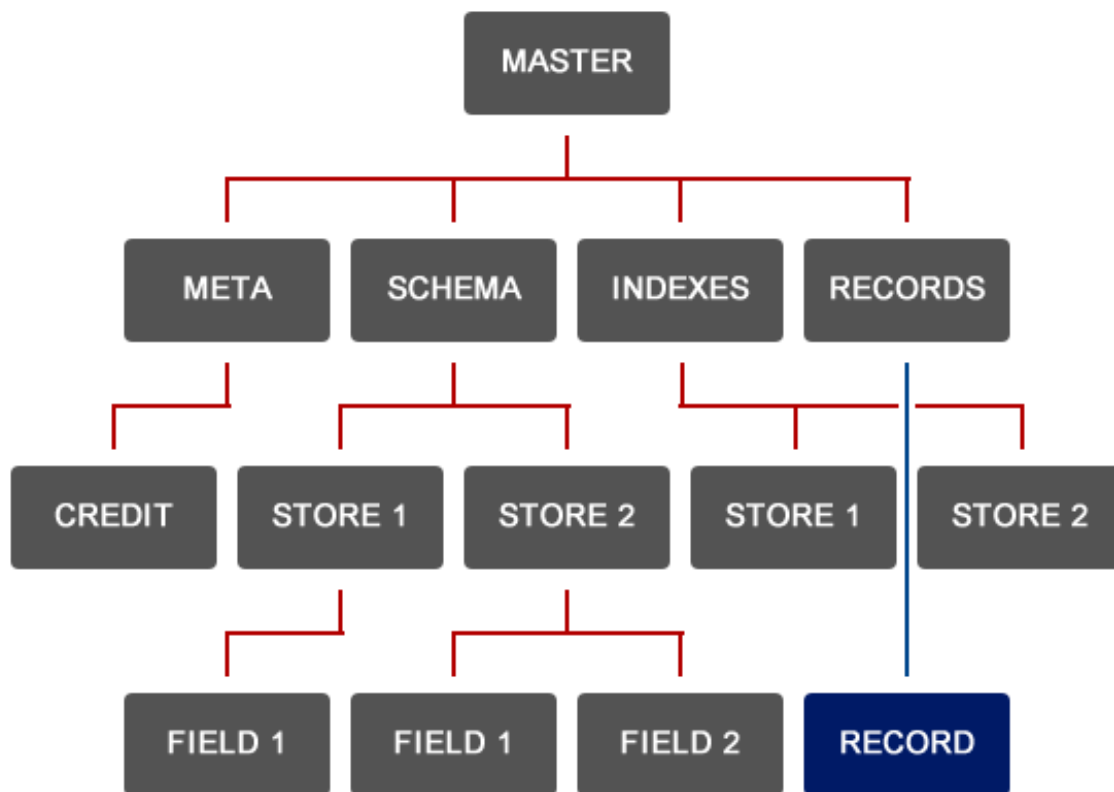 MASTER
META
SCHEMA
INDEXES
RECORDS
CREDIT
STORE 1
STORE 2
STORE 1
STORE 2
FIELD 1
FIELD 1
FIELD 2
RECORD